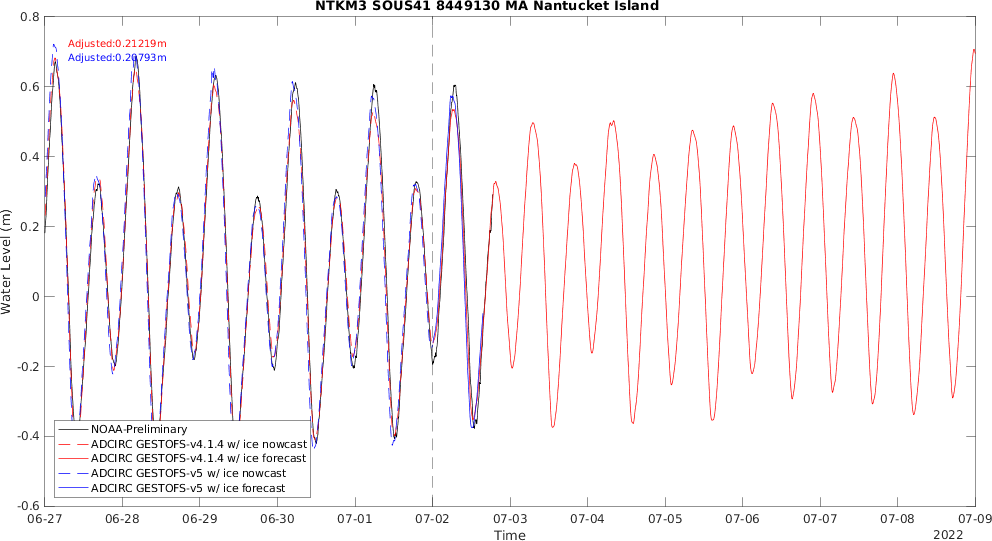 NTKM3 SOUS41 8449130 MA Nantucket Island
Adjusted:0.21219m
Adjusted:0.20793m
0.8
0.6
0.4
0.2
0
-0.2
-0.4
-0.6
Water Level (m)
NOAA-Preliminary
ADCIRC GESTOFS-v4.1.4 w/ ice nowcast
ADCIRC GESTOFS-v4.1.4 w/ ice forecast
ADCIRC GESTOFS-v5 w/ ice nowcast
ADCIRC GESTOFS-v5 w/ ice forecast
06-27 06-28 06-29 06-30 07-01 07-02 07-03 07-04 07-05 07-06 07-07 07-08 07-09
Time
2022